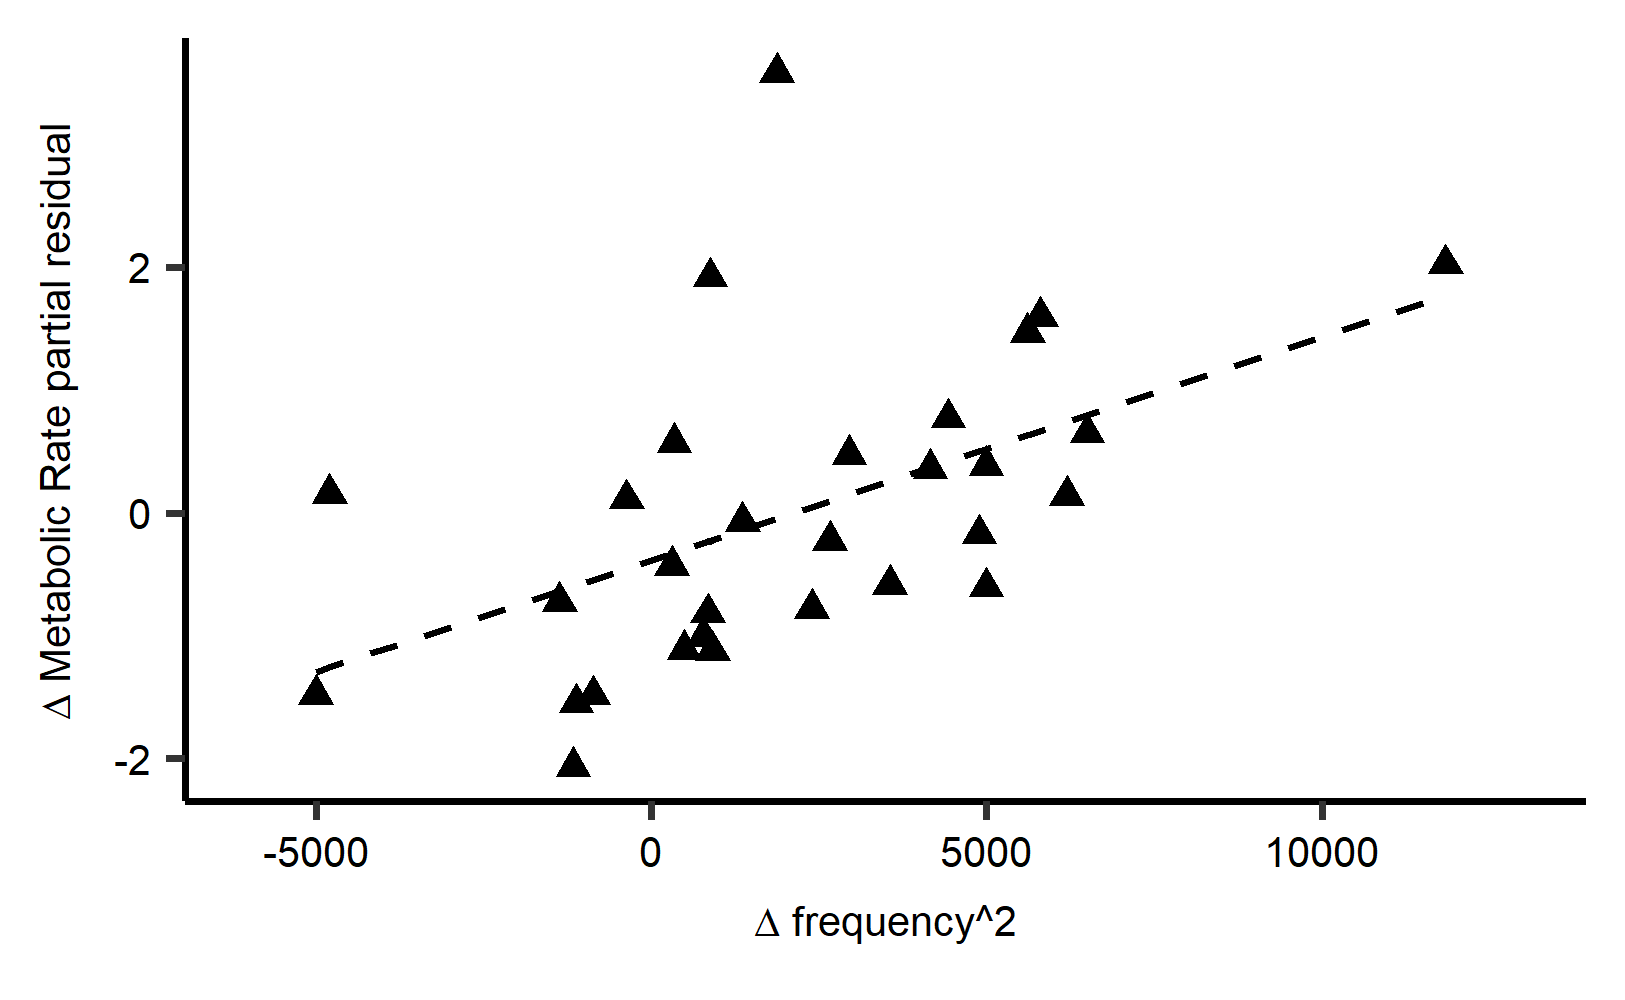 Δ Metabolic Rate partial residual
2
0
-2
-5000 0 5000 10000
Δ frequency^2